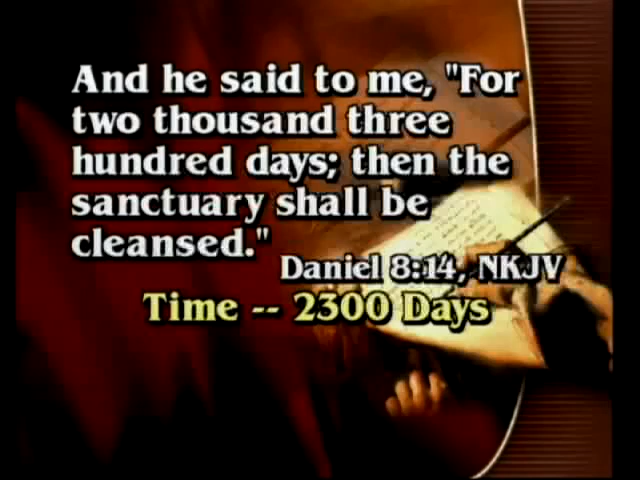 And he said to me, "For
two thousand three
hundred days; then the
sanctuary shall be
cleansed."
Daniel 8:14, NKJV
Time -- 2300 Days